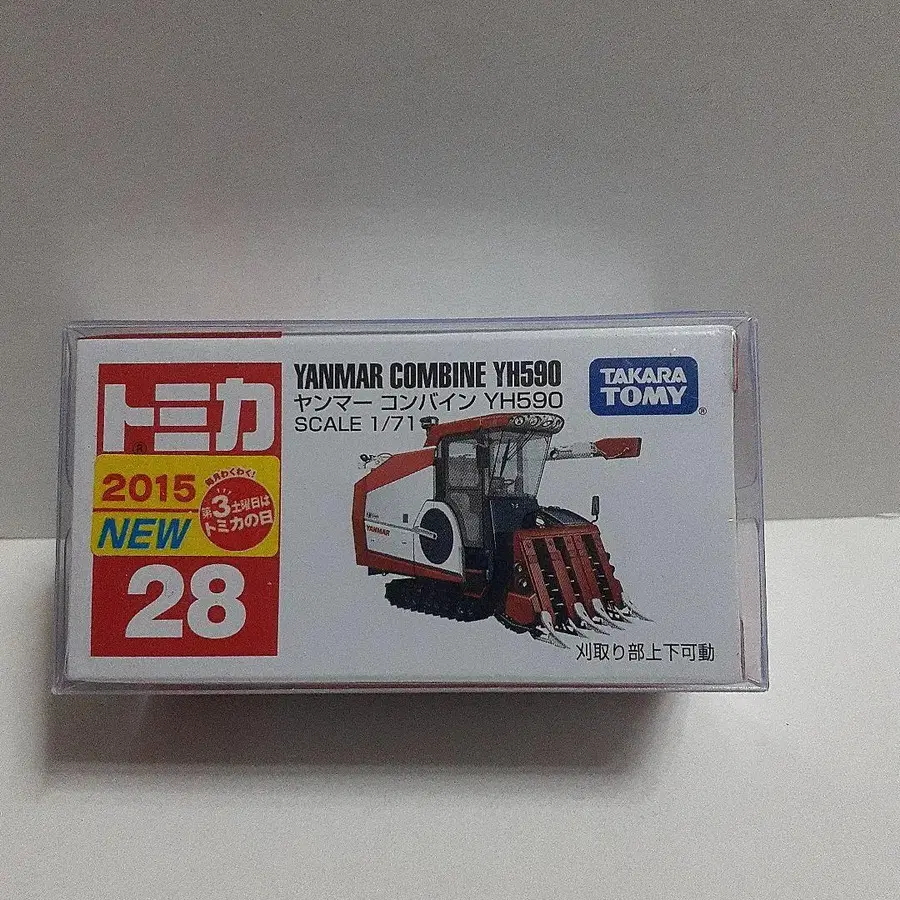 トミカ
®
2015
NEW
毎月わくわく!
第3土曜日は
トミカの日
28
YANMAR COMBINE YH590
ヤンマー コンバイン YH590
SCALE 1/71
TAKARA
TOMY
®
YANMAR
刈取り部上下可動